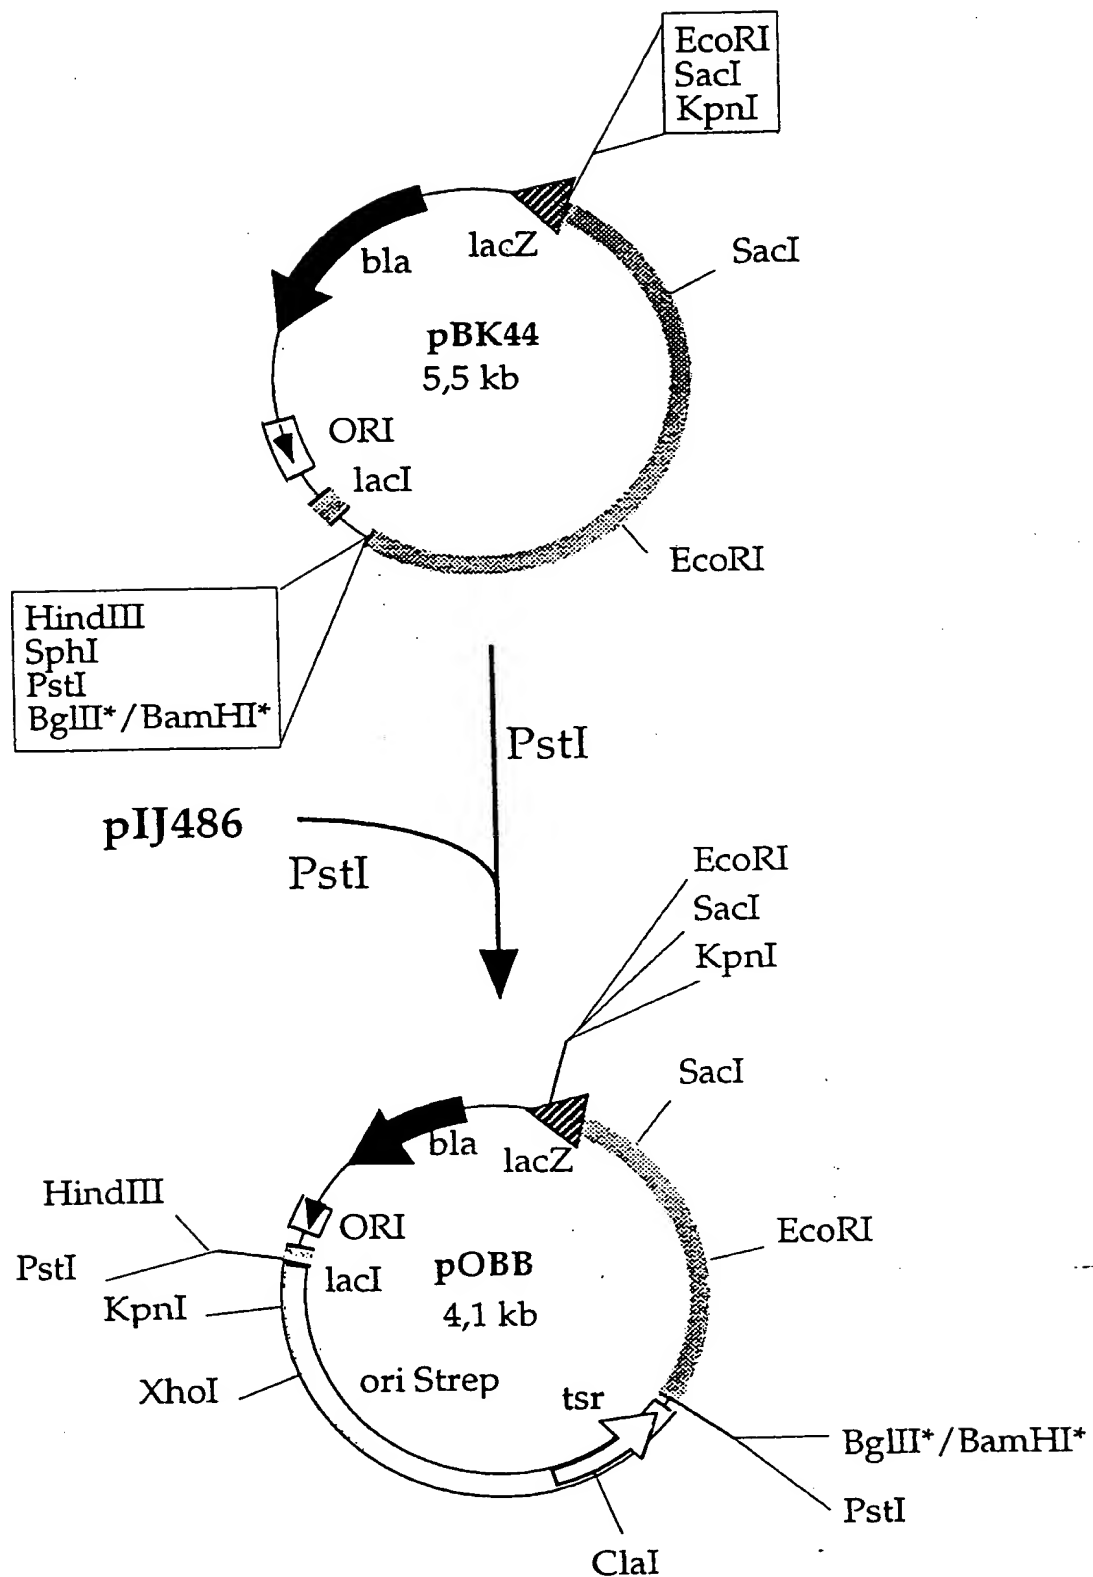 EcoRI
SacI
KpnI
SacI
lacZ
bla
pBK44
5,5 kb
ORI
lacI
EcoRI
HindIII
SphI
PstI
BglII*/BamHI*
PstI
pIJ486
PstI
EcoRI
SacI
KpnI
SacI
bla
lacZ
HindIII
ORI
EcoRI
PstI
lacI
pOBB
KpnI
4,1 kb
XhoI
ori Strep
tsr
BglII*/BamHI*
PstI
ClaI